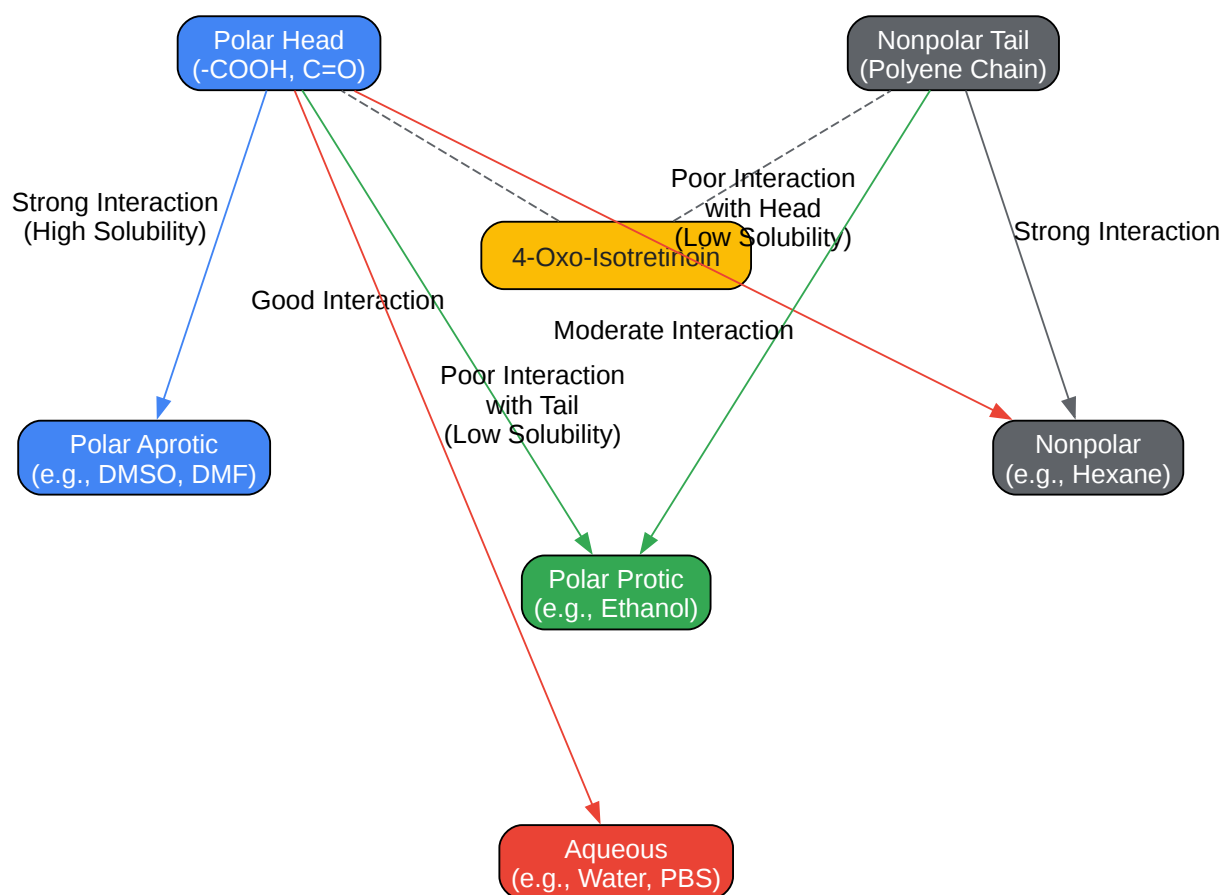 Polar Head
(-COOH, C=O)
Nonpolar Tail
(Polyene Chain)
Strong Interaction
(High Solubility)
Poor Interaction
with Head
(Low Solubility)
4-Oxo-Isotretinoin
Strong Interaction
Good Interaction
Moderate Interaction
Poor Interaction
with Tail
(Low Solubility)
Polar Aprotic
(e.g., DMSO, DMF)
Nonpolar
(e.g., Hexane)
Polar Protic
(e.g., Ethanol)
Aqueous
(e.g., Water, PBS)